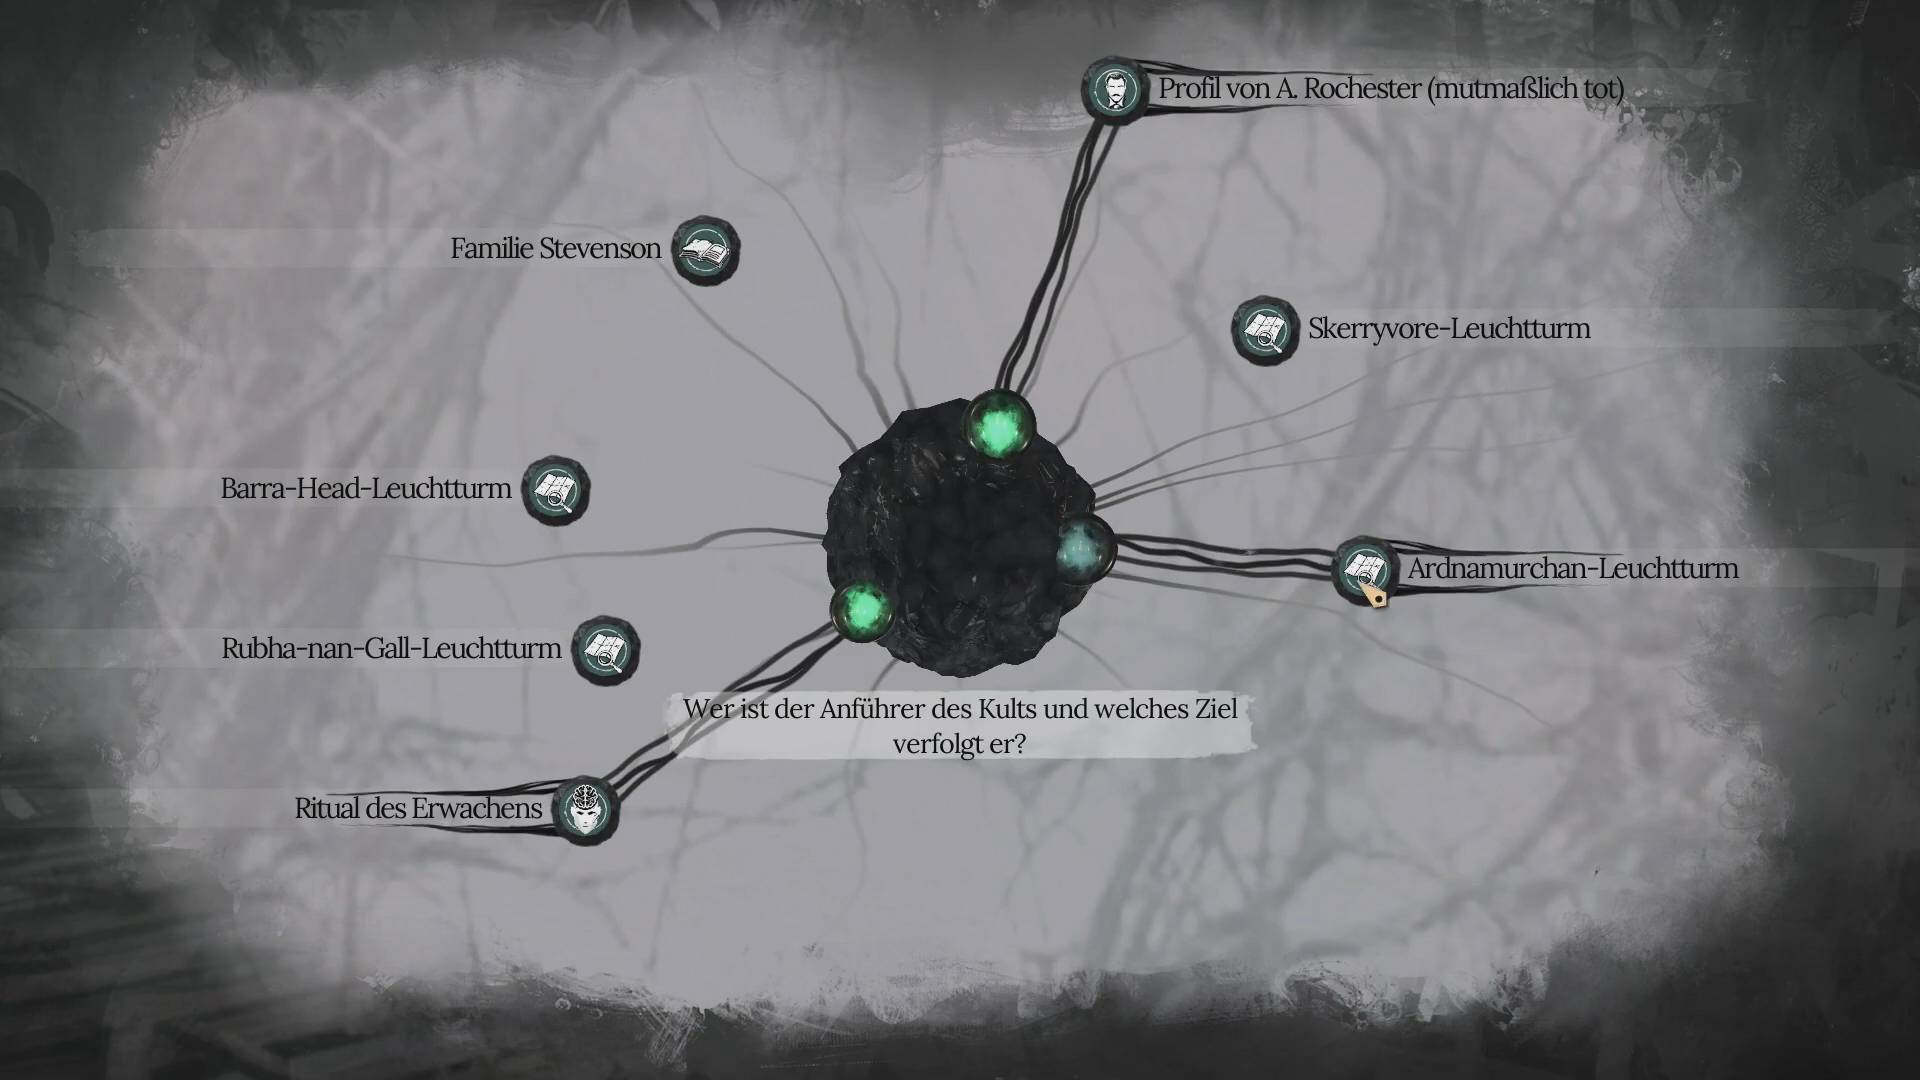 Profil von A. Rochester (mutmaßlich tot)
Familie Stevenson
Skerryvore-Leuchtturm
Barra-Head-Leuchtturm
Ardnamurchan-Leuchtturm
Rubha-nan-Gall-Leuchtturm
Wer ist der Anführer des Kults und welches Ziel
verfolgt er?
Ritual des Erwachens